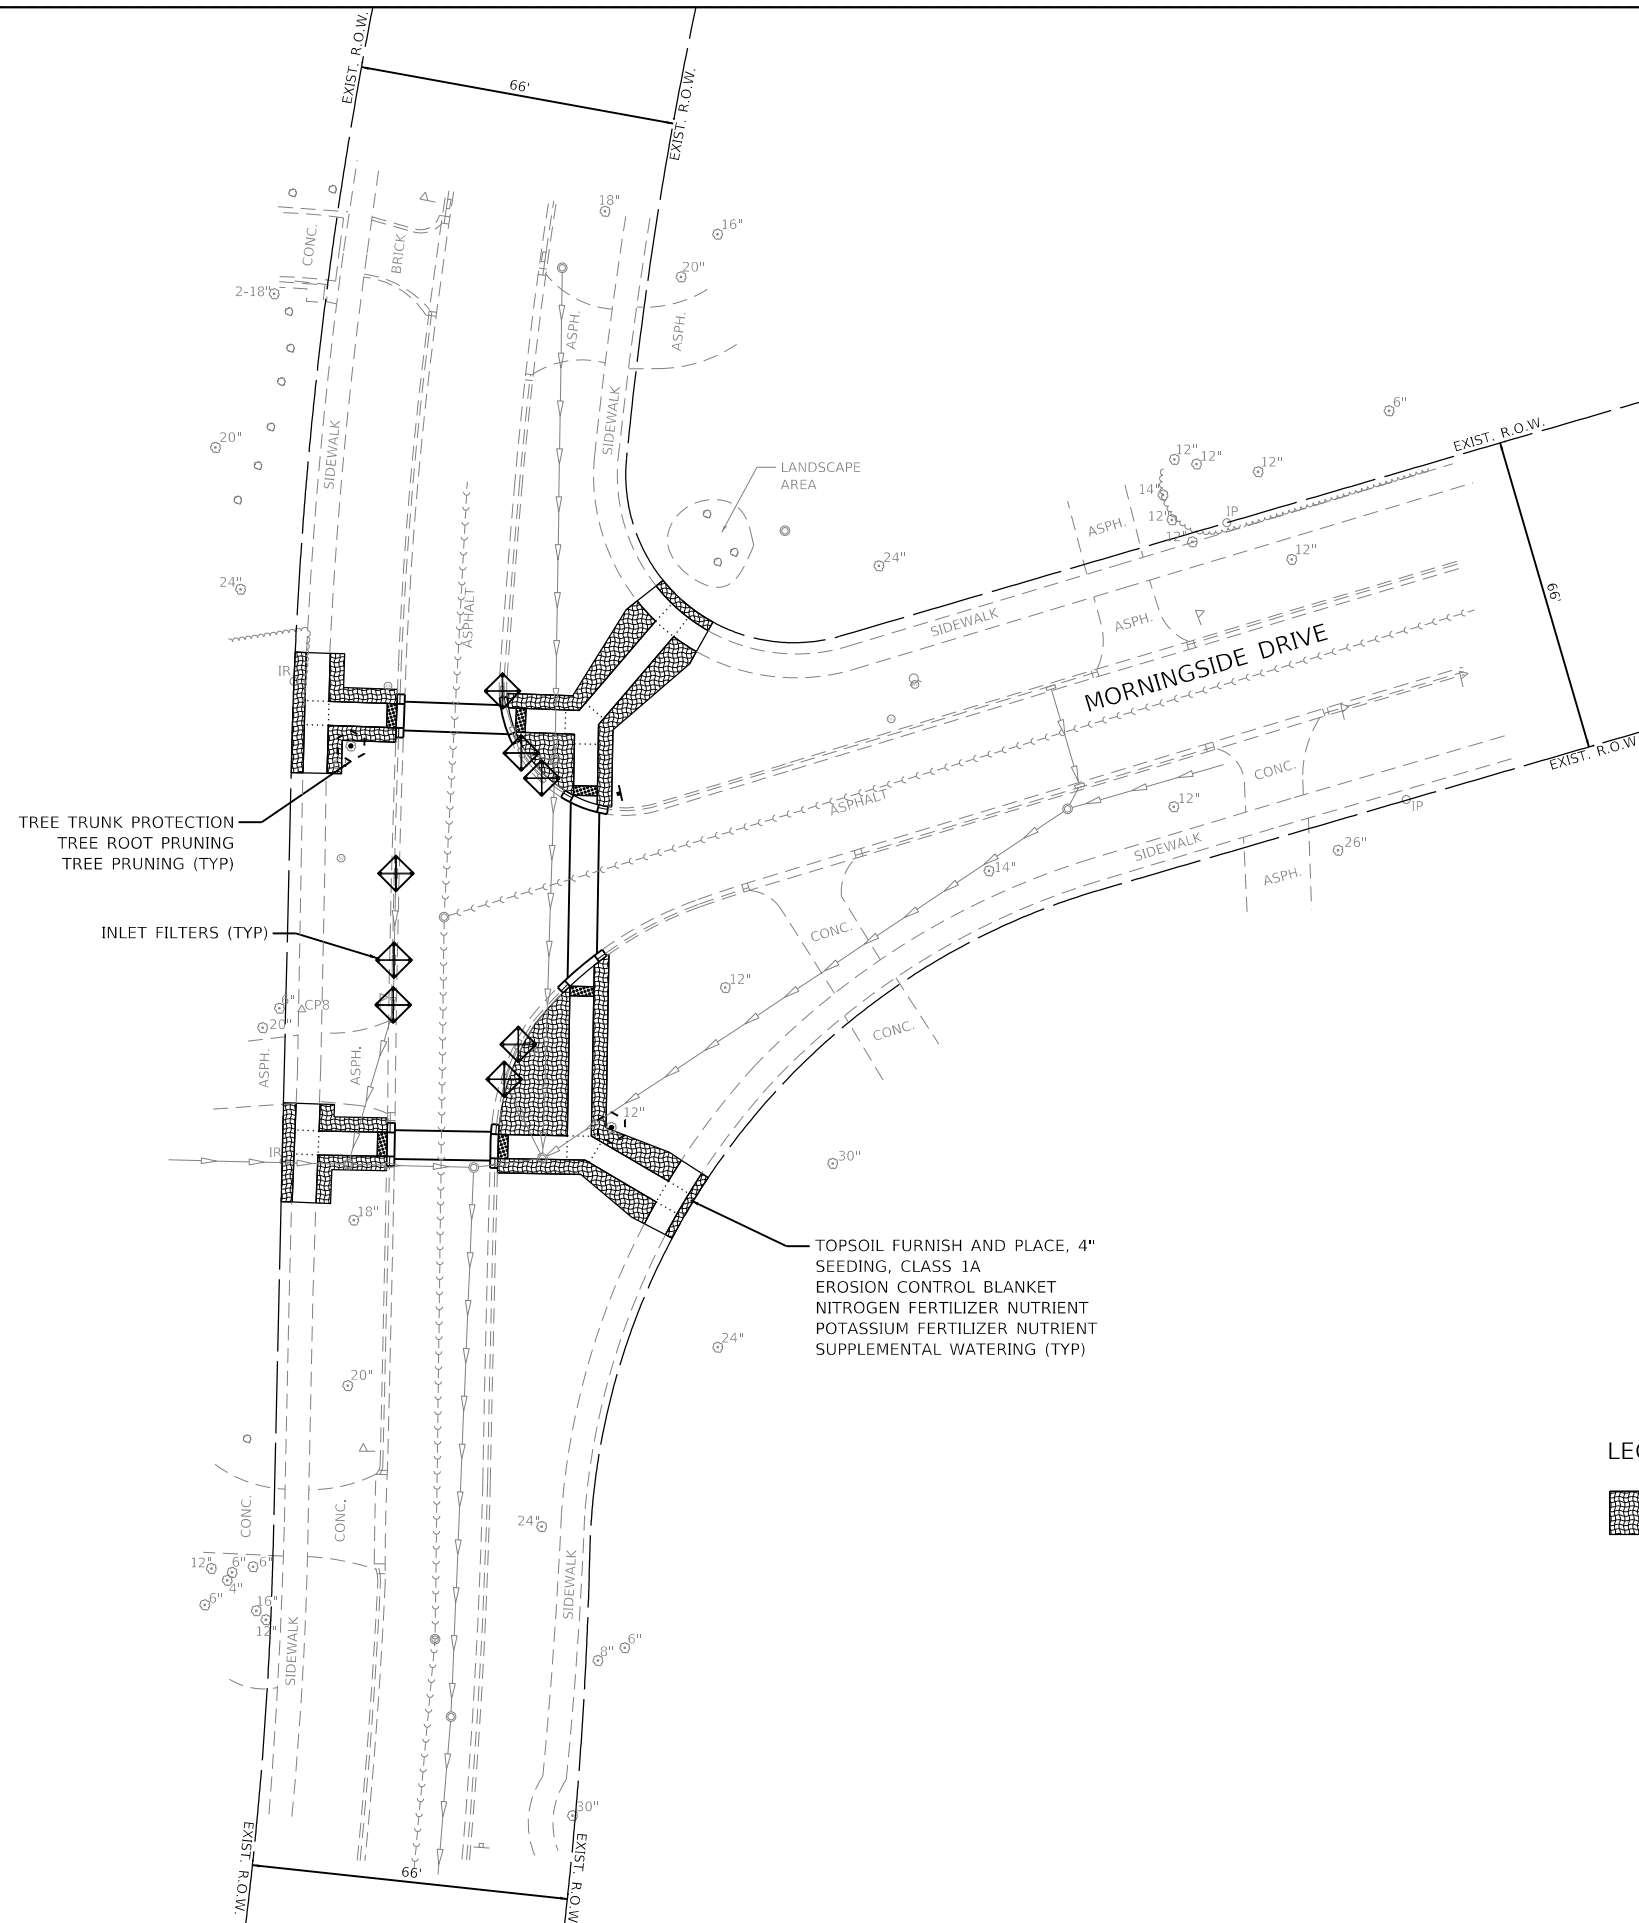 EXIST. R.O.W.
EXIST. R.O.W.
66'
18"
16"
20"
CONC.
BRICK
2-18"
ASPH.
ASPH.
SIDEWALK
SIDEWALK
20"
LANDSCAPE
AREA
6"
EXIST. R.O.W.
12"
12"
12"
14"
12"
12"
IP
ASPH.
12"
24"
24"
66'
ASPHALT
SIDEWALK
ASPH.
MORNINGSIDE DRIVE
IR
EXIST. R.O.W
CONC.
12"
IP
ASPHALT
SIDEWALK
26"
ASPH.
14"
TREE TRUNK PROTECTION
TREE ROOT PRUNING
TREE PRUNING (TYP)
INLET FILTERS (TYP)
CONC.
12"
6"
CP8
20"
CONC.
ASPH.
ASPH.
12"
IR
30"
18"
TOPSOIL FURNISH AND PLACE, 4"
SEEDING, CLASS 1A
EROSION CONTROL BLANKET
NITROGEN FERTILIZER NUTRIENT
POTASSIUM FERTILIZER NUTRIENT
SUPPLEMENTAL WATERING (TYP)
24"
20"
LEG
CONC.
CONC.
24"
12"
6"
6"
4"
6"
16"
12"
SIDEWALK
SIDEWALK
8"
6"
30"
EXIST. R.O.W.
EXIST. R.O.W
66'